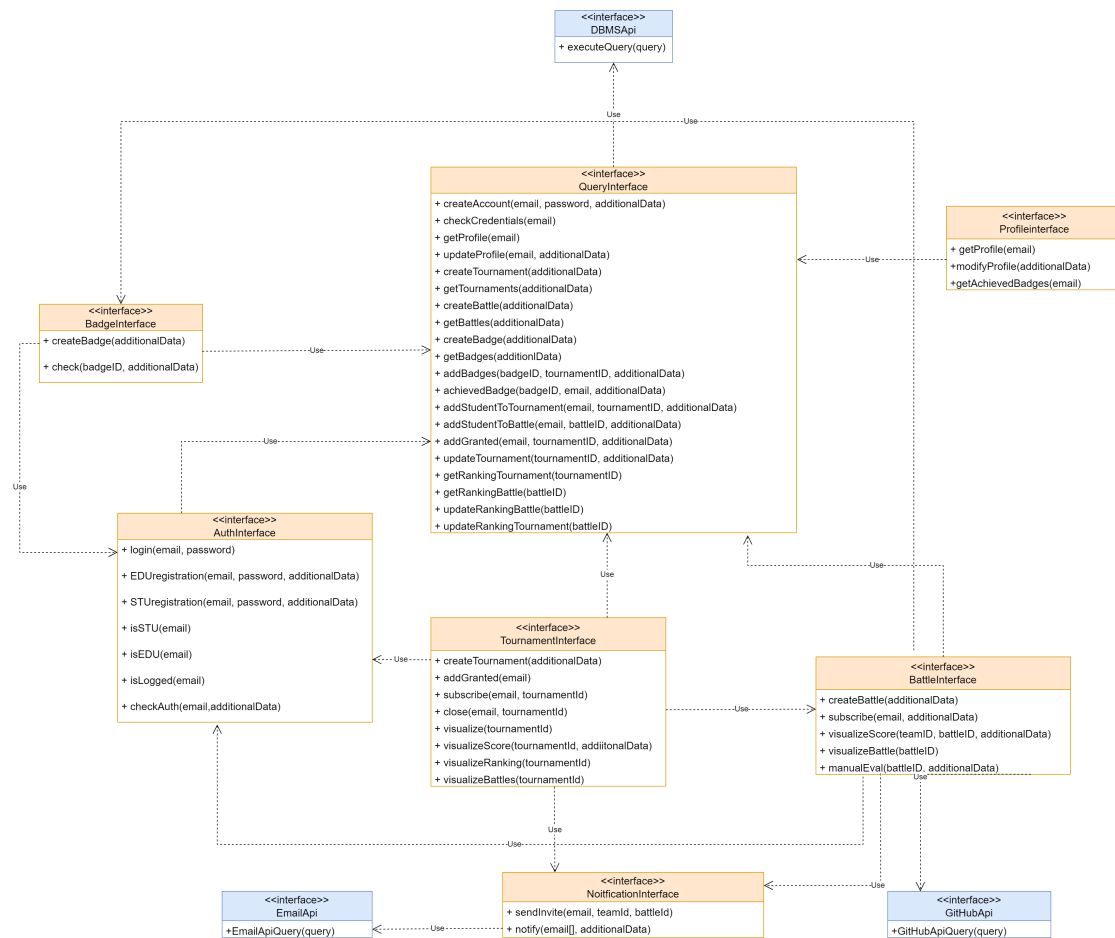 <<interface>>
DBMSApi
+ executeQuery(query)
Use
Use
<<interface>>
QueryInterface
+ createAccount(email, password, additionalData)
+ checkCredentials(email)
+ getProfile(email)
+ updateProfile(email, additionalData)
+ createTournament(additionalData)
+ getTournaments(additionalData)
+ createBattle(additionalData)
+ getBattles(additionalData)
+ createBadge(additionalData)
+ getBadges(additionlData)
+ addBadges(badgeID, tournamentID, additionalData)
+ achievedBadge(badgeID, email, additionalData)
+ addStudentToTournament(email, tournamentID, additionalData)
+ addStudentToBattle(email, battleID, additionalData)
+ addGranted(email, tournamentID, additionalData)
+ updateTournament(tournamentID, additionalData)
+ getRankingTournament(tournamentID)
+ getRankingBattle(battleID)
+ updateRankingBattle(battleID)
+ updateRankingTournament(battleID)
<<interface>>
Profileinterface
+ getProfile(email)
+modifyProfile(additionalData)
+getAchievedBadges(email)
Use
<<interface>>
BadgeInterface
+ createBadge(additionalData)
+ check(badgeID, additionalData)
Use
Use
Use
<<interface>>
AuthInterface
+ login(email, password)
+ EDUregistration(email, password, additionalData)
+ STUregistration(email, password, additionalData)
+ isSTU(email)
+ isEDU(email)
+ isLogged(email)
+ checkAuth(email,additionalData)
Use
Use
<<interface>>
TournamentInterface
+ createTournament(additionalData)
+ addGranted(email)
+ subscribe(email, tournamentId)
+ close(email, tournamentId)
+ visualize(tournamentId)
+ visualizeScore(tournamentId, addiitonalData)
+ visualizeRanking(tournamentId)
+ visualizeBattles(tournamentId)
Use
Use
<<interface>>
BattleInterface
+ createBattle(additionalData)
+ subscribe(email, additionalData)
+ visualizeScore(teamID, battleID, additionalData)
+ visualizeBattle(battleID)
+ manualEval(battleID, additionalData)
Use
Use
Use
Use
<<interface>>
NoitficationInterface
+ sendInvite(email, teamId, battleId)
+ notify(email[], additionalData)
Use
<<interface>>
EmailApi
+EmailApiQuery(query)
<<interface>>
GitHubApi
+GitHubApiQuery(query)